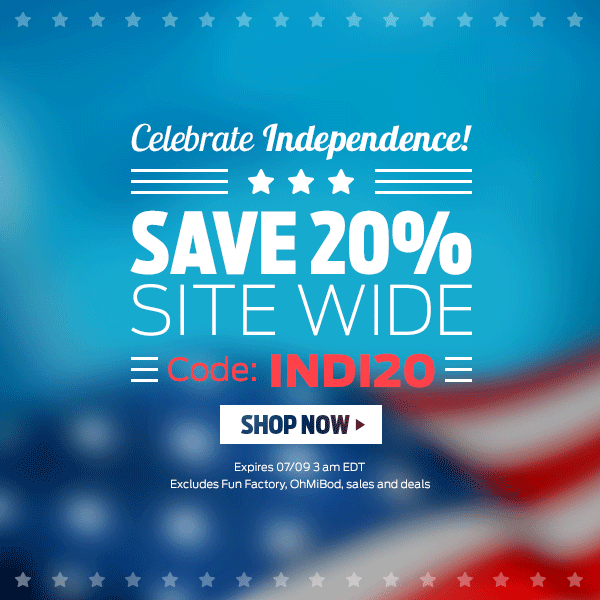 Celebrate Independence!
SAVE 20%
SITE WIDE
Code: INDI20
SHOP NOW
Expires 07/09 3 am EDT
Excludes Fun Factory, OhMiBod, sales and deals